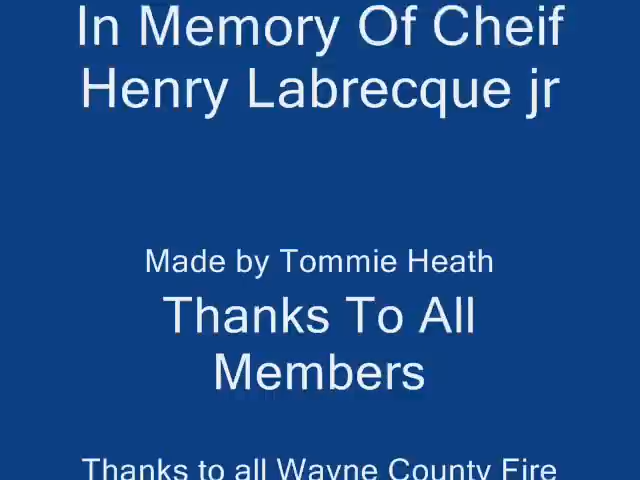 In Memory Of Cheif
Henry Labrecque jr
Made by Tommie Heath
Thanks To All
Members
Thanks to all Wayne County Fire